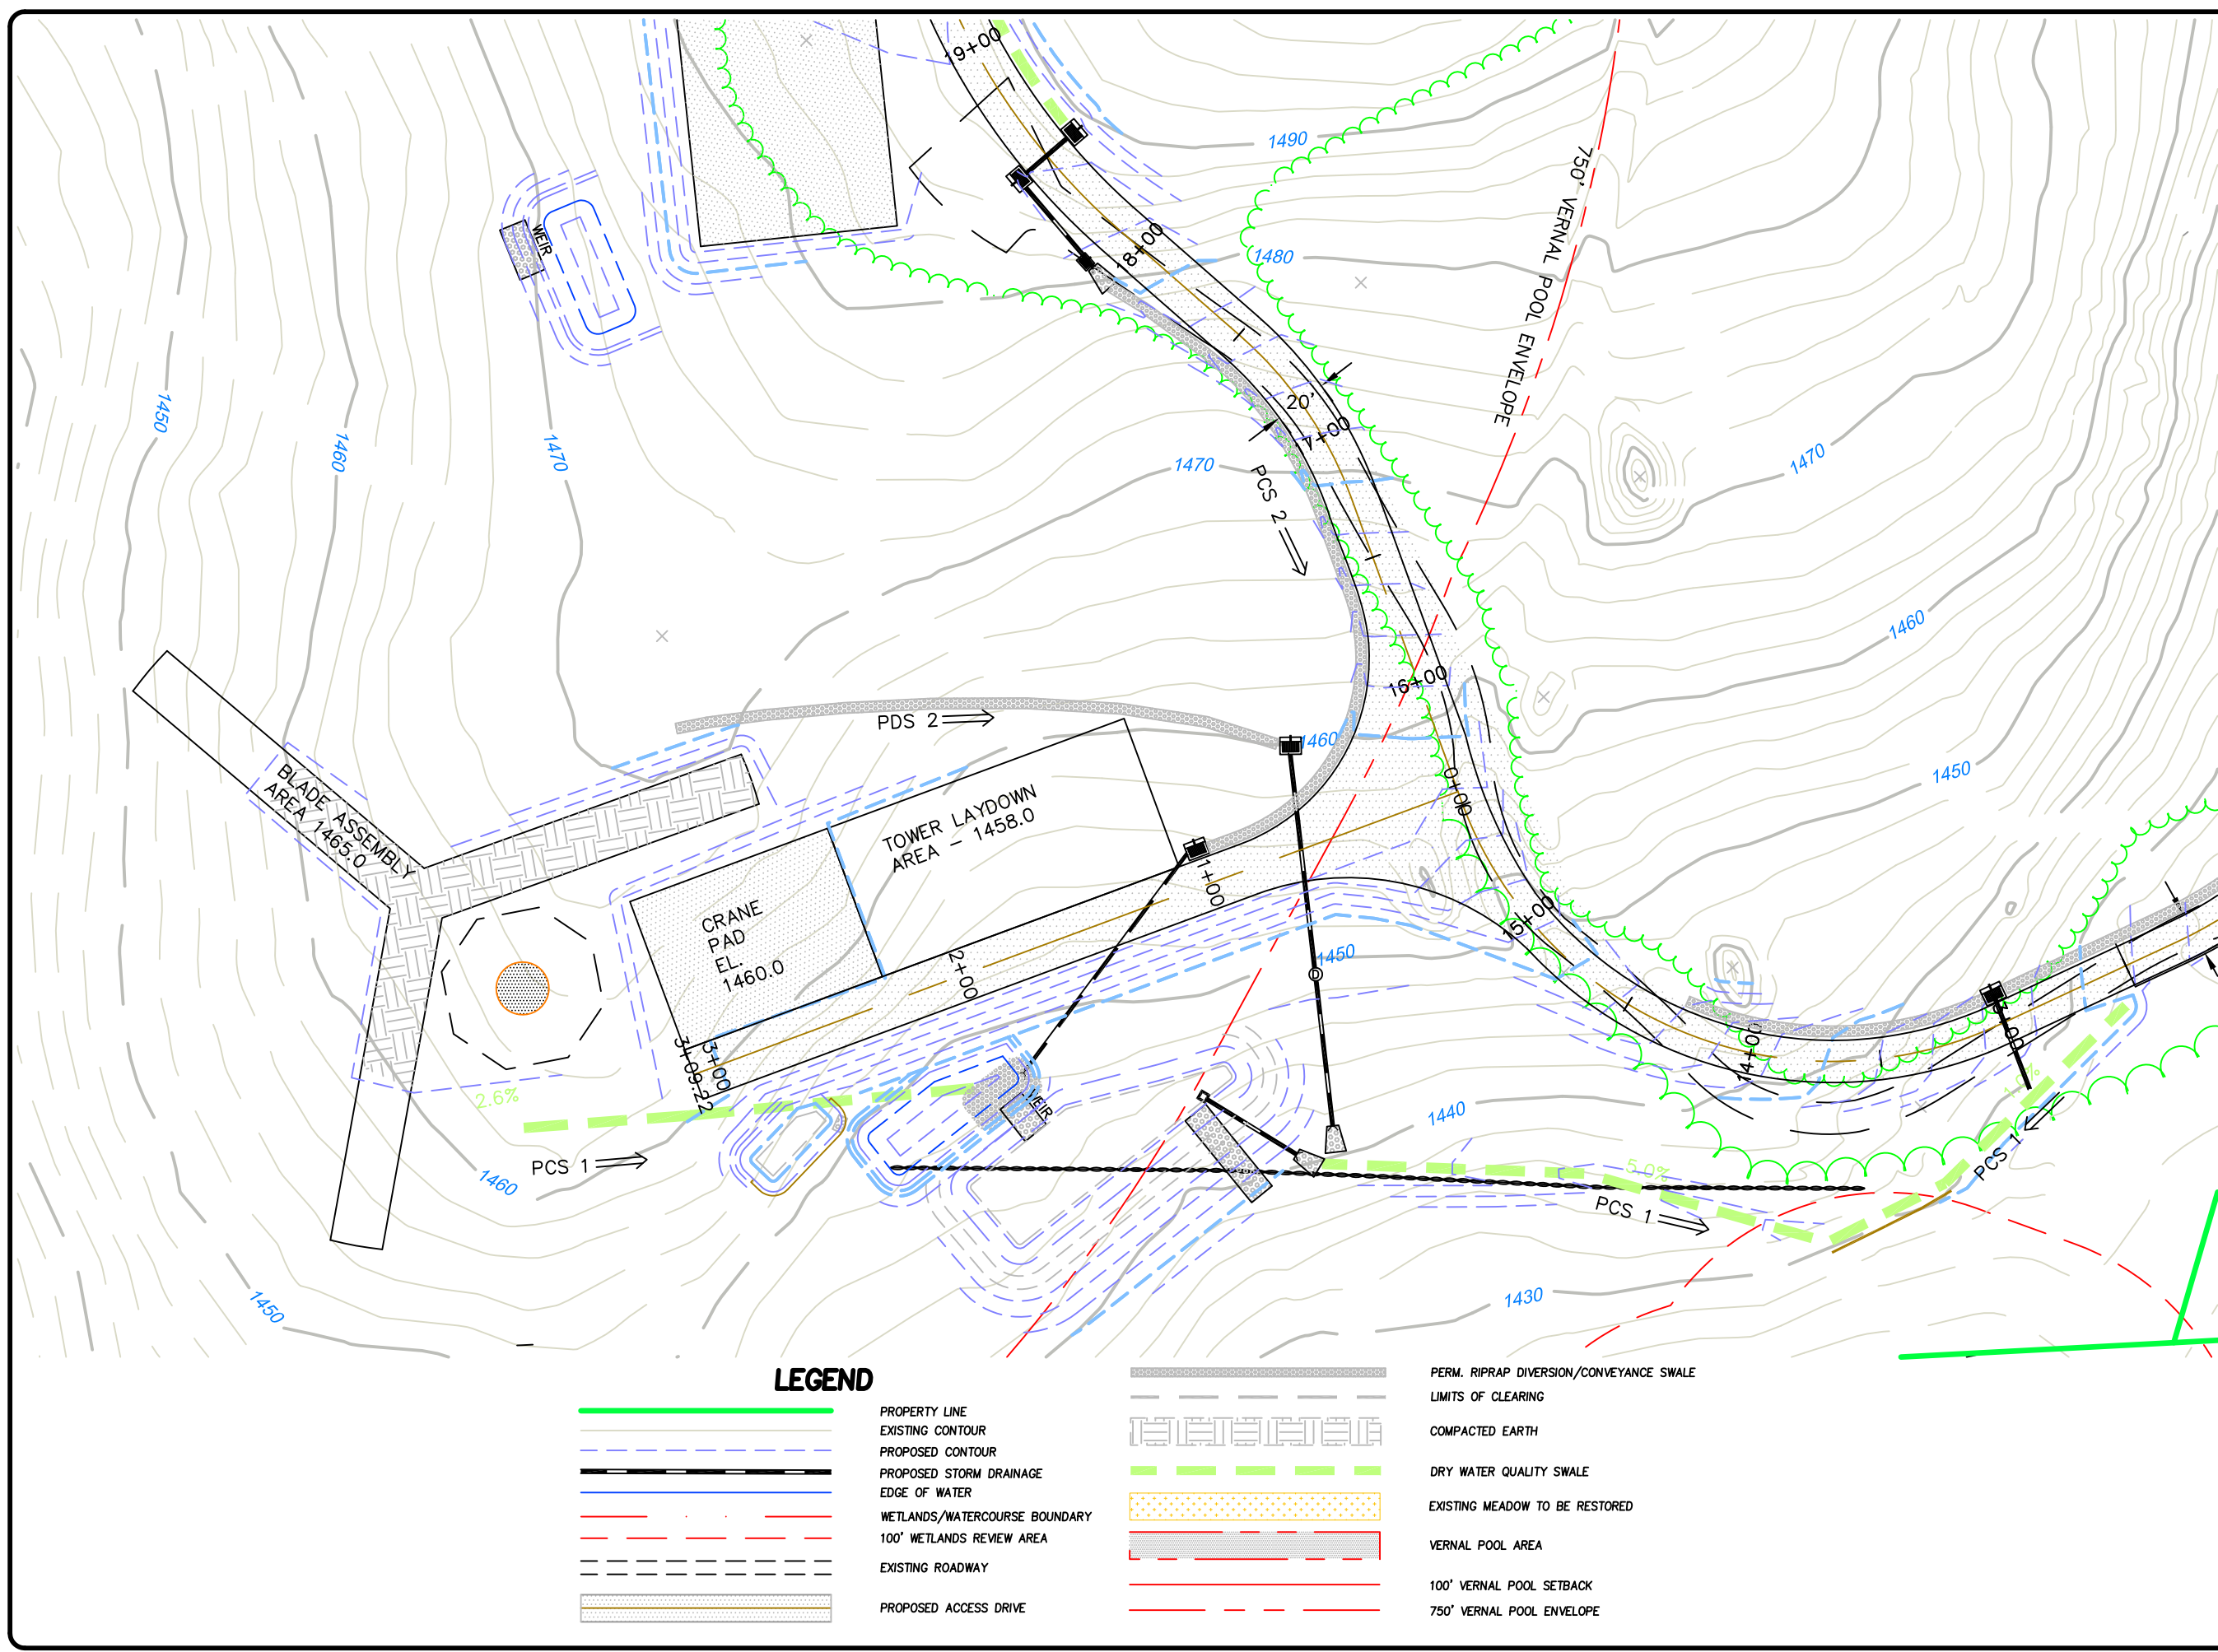 19+00
1490
750' VERNAL POOL ENVELOPE
WEIR
18+00
1480
1450
1460
1470
20'
17+00
1470
1470
PCS 2
1460
16+00
PDS 2
1460
0+00
1450
BLADE ASSEMBLY
AREA 1465.0
TOWER LAYDOWN
AREA - 1458.0
1+00
CRANE
PAD
EL.
1460.0
15+00
1450
2+00
14+00
3+00
3+09.22
2.6%
WEIR
1440
PCS 1
1460
5.0%
PCS 1
PCS 1
1450
1430
LEGEND
PROPERTY LINE
EXISTING CONTOUR
PROPOSED CONTOUR
PROPOSED STORM DRAINAGE
EDGE OF WATER
WETLANDS/WATERCOURSE BOUNDARY
100' WETLANDS REVIEW AREA
EXISTING ROADWAY
PROPOSED ACCESS DRIVE
PERM. RIPRAP DIVERSION/CONVEYANCE SWALE
LIMITS OF CLEARING
COMPACTED EARTH
DRY WATER QUALITY SWALE
EXISTING MEADOW TO BE RESTORED
VERNAL POOL AREA
100' VERNAL POOL SETBACK
750' VERNAL POOL ENVELOPE